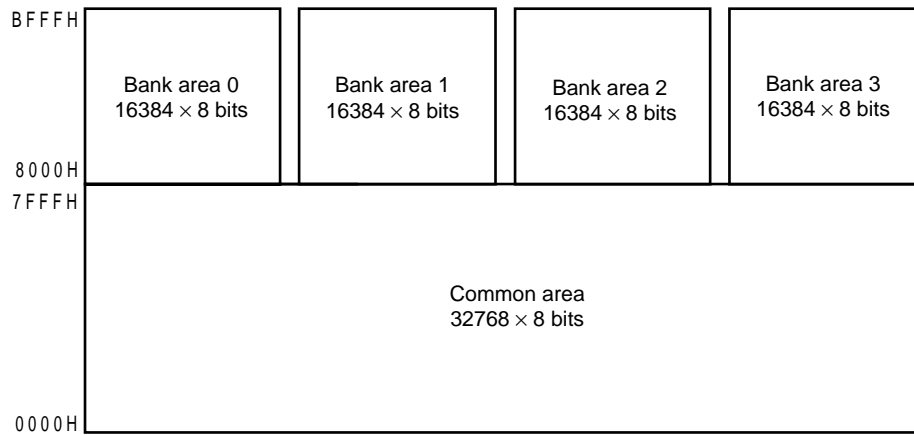 BFFFH
Bank area 0
16384 × 8 bits
Bank area 1
16384 × 8 bits
Bank area 2
16384 × 8 bits
Bank area 3
16384 × 8 bits
8000H
7FFFH
Common area
32768 × 8 bits
0000H